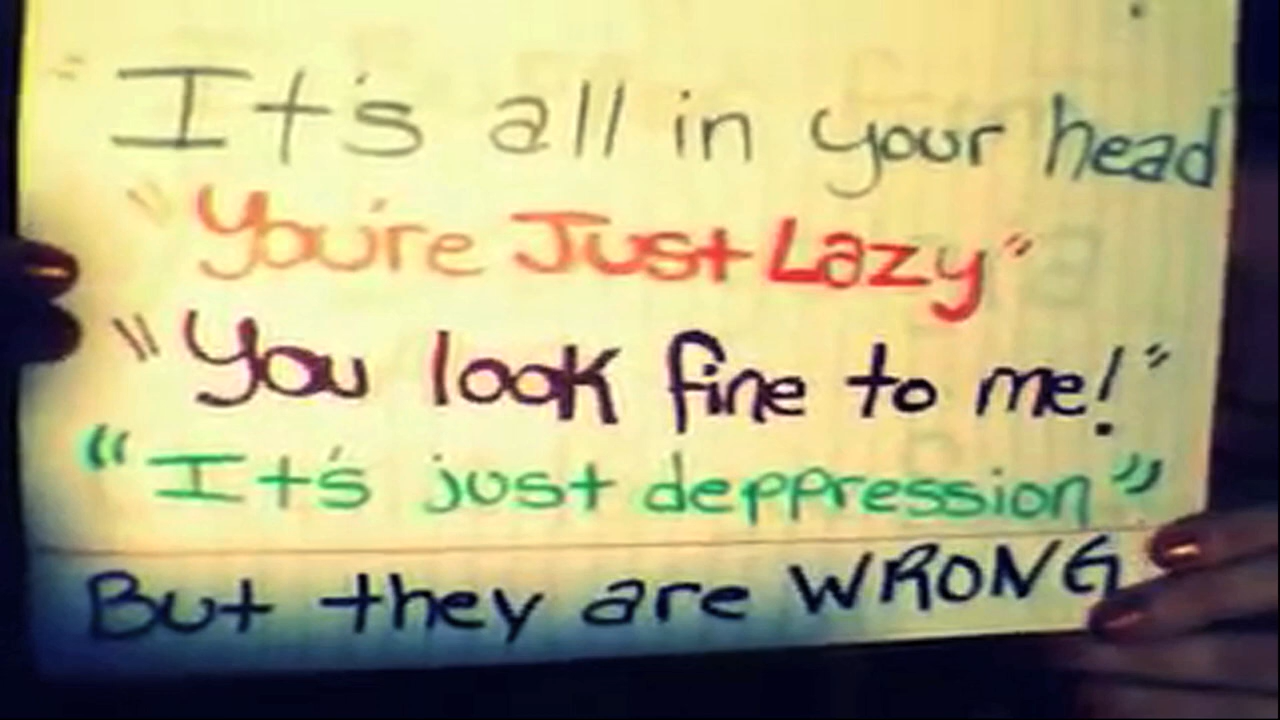 "It's all in your head"
"You're Just Lazy"
"You look fine to me!"
"It's just deppression"
But they are WRONG